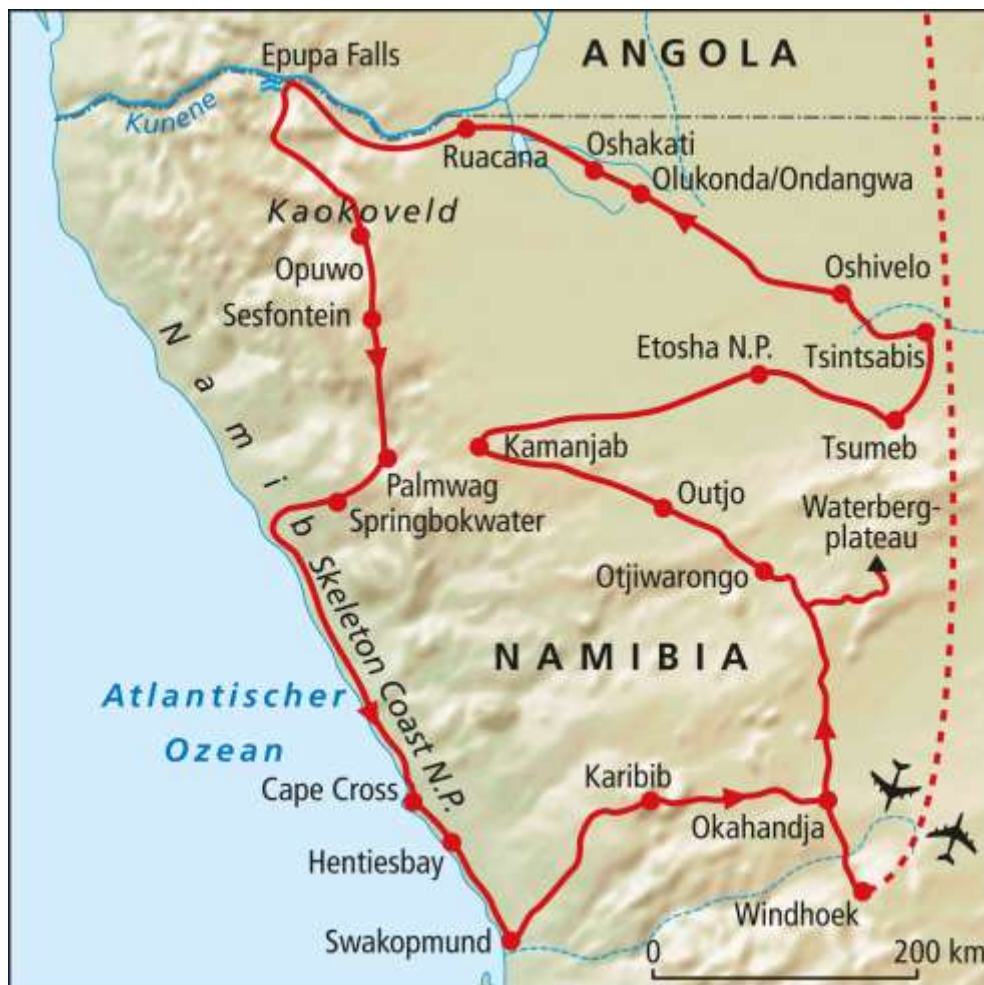 Epupa Falls
ANGOLA
Kunene
Ruacana
Oshakati
Olukonda/Ondangwa
Kaokoveld
Opuwo
Oshivelo
Sesfontein
Etosha N.P.
Tsintsabis
Namib
Kamanjab
Tsumeb
Palmwag
Springbokwater
Outjo
Waterberg-
plateau
Otjiwarongo
Skeleton Coast N.P.
NAMIBIA
Atlantischer
Ozean
Cape Cross
Karibib
Okahandja
Hentiesbay
Windhoek
Swakopmund
0 200 km